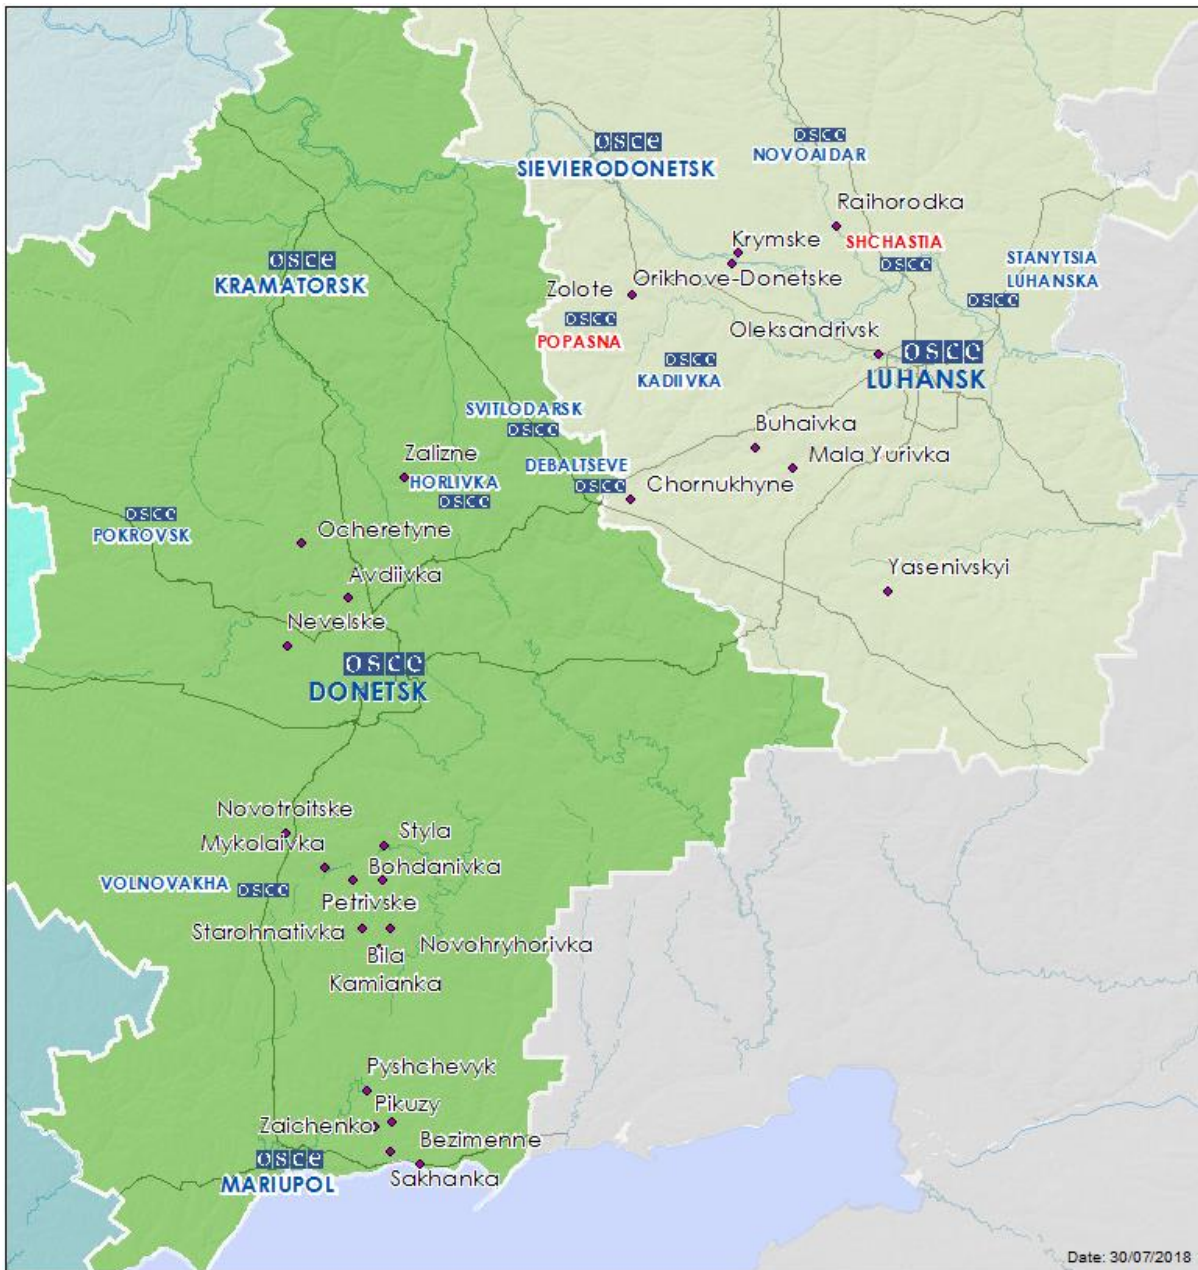 OSCE
NOVOAIDAR
OSCE
SIEVIERODONETSK
Raihorodka
Krymske
SHCHASTIA
OSCE
OSCE
KRAMATORSK
STANYTSIA
LUHANSKA
OSCE
Orikhove-Donetske
Zolote
OSCE
POPASNA
Oleksandrivsk
OSCE
LUHANSK
OSCE
KADIIVKA
SVITLODARSK
OSCE
Buhaivka
Mala Yurivka
Zalizne
HORLIVKA
OSCE
DEBALTSEVE
OSCE
Chornukhyne
OSCE
POKROVSK
Ocheretyne
Avdiivka
Yasenivskyi
Nevelske
OSCE
DONETSK
Novotroitske
Mykolaivka
Styla
Bohdanivka
VOLNOVAKHA
OSCE
Petrivske
Starohnativka
Novohryhorivka
Bila
Kamianka
Pyshchevyk
Pikuzy
Zaichenko
Bezimenne
OSCE
MARIUPOL
Sakhanka
Date: 30/07/2018